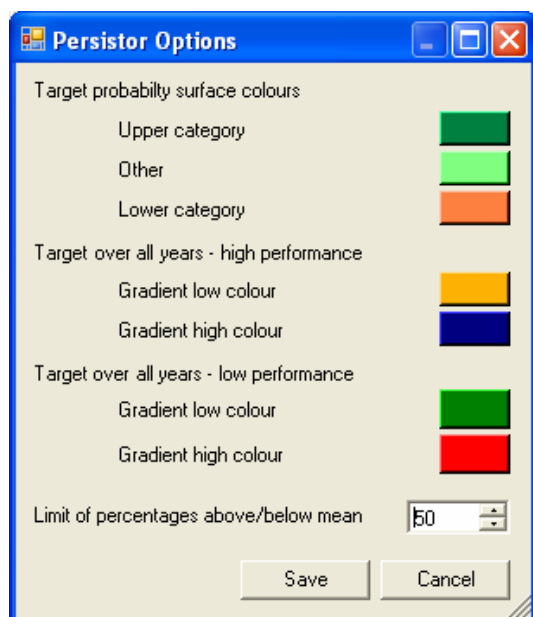 Persistor Options
Target probabilty surface colours
Upper category
Other
Lower category
Target over all years - high performance
Gradient low colour
Gradient high colour
Target over all years - low performance
Gradient low colour
Gradient high colour
Limit of percentages above/below mean 50
Save Cancel